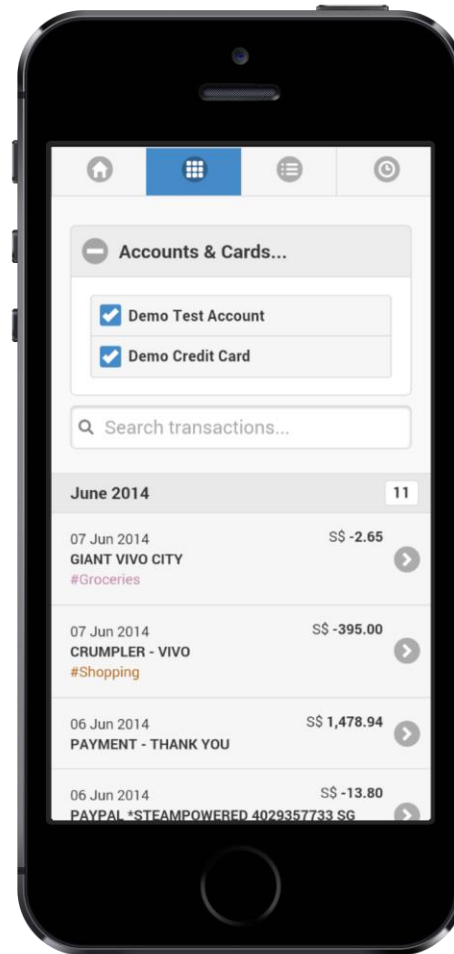 Accounts & Cards...
Demo Test Account
Demo Credit Card
Search transactions...
June 2014 11
07 Jun 2014 S$ -2.65
GIANT VIVO CITY
#Groceries
07 Jun 2014 S$ -395.00
CRUMPLER - VIVO
#Shopping
06 Jun 2014 S$ 1,478.94
PAYMENT - THANK YOU
06 Jun 2014 S$ -13.80
PAYPAL *STEAMPOWERED 4029357733 SG